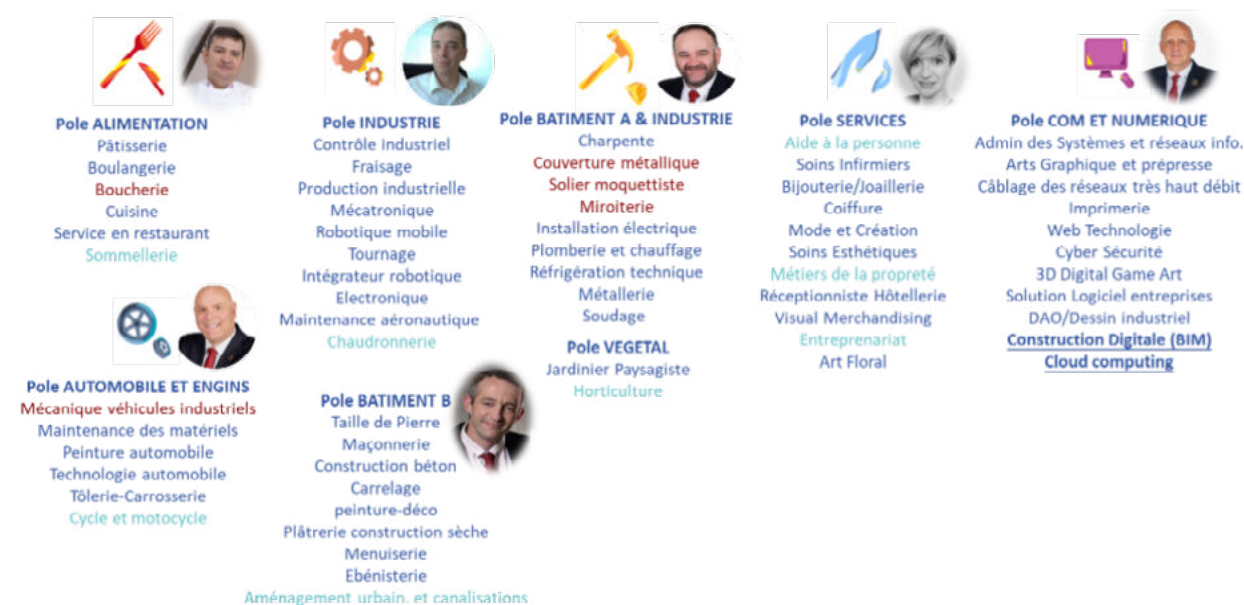 Pole ALIMENTATION
Pâtisserie
Boulangerie
Boucherie
Cuisine
Service en restaurant
Sommellerie
Pole AUTOMOBILE ET ENGINS
Mécanique véhicules industriels
Maintenance des matériels
Peinture automobile
Technologie automobile
Tôlerie-Carrosserie
Cycle et motocycle
Pole INDUSTRIE
Contrôle industriel
Fraisage
Production industrielle
Mécatronique
Robotique mobile
Tournage
Intégrateur robotique
Electronique
Maintenance aéronautique
Chaudronnerie
Pole BATIMENT B
Taille de Pierre
Maçonnerie
Construction béton
Carrelage
peinture-déco
Plâtrerie construction sèche
Menuiserie
Ebénisterie
Aménagement urbain. et canalisations
Pole BATIMENT A & INDUSTRIE
Charpente
Couverture métallique
Solier moquettiste
Miroiterie
Installation électrique
Plomberie et chauffage
Réfrigération technique
Métallerie
Soudage
Pole VEGETAL
Jardinier Paysagiste
Horticulture
Pole SERVICES
Aide à la personne
Soins Infirmiers
Bijouterie/Joaillerie
Coiffure
Mode et Création
Soins Esthétiques
Métiers de la propreté
Réceptionniste Hôtellerie
Visual Merchandising
Entreprenariat
Art Floral
Pole COM ET NUMERIQUE
Admin des Systèmes et réseaux info.
Arts Graphique et prépresse
Câblage des réseaux très haut débit
Imprimerie
Web Technologie
Cyber Sécurité
3D Digital Game Art
Solution Logiciel entreprises
DAO/Dessin industriel
Construction Digitale (BIM)
Cloud computing